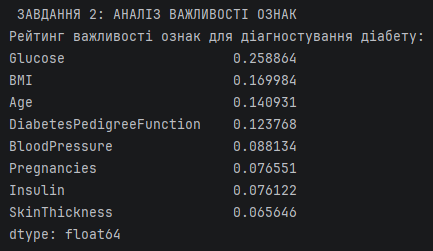 ЗАВДАННЯ 2: АНАЛІЗ ВАЖЛИВОСТІ ОЗНАК
Рейтинг важливості ознак для діагностування діабету:
Glucose 0.258864
BMI 0.169984
Age 0.140931
DiabetesPedigreeFunction 0.123768
BloodPressure 0.088134
Pregnancies 0.076551
Insulin 0.076122
SkinThickness 0.065646
dtype: float64